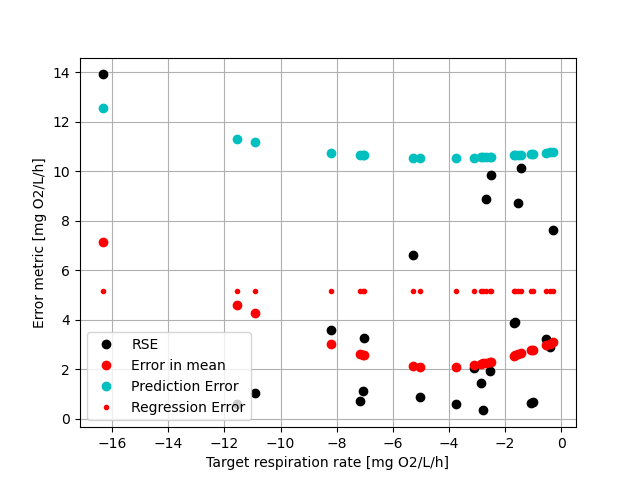 14
12
10
8
6
4
2
0
Error metric [mg O2/L/h]
RSE
Error in mean
Prediction Error
Regression Error
−16
−14
−12
−10
−8
−6
−4
−2
0
Target respiration rate [mg O2/L/h]